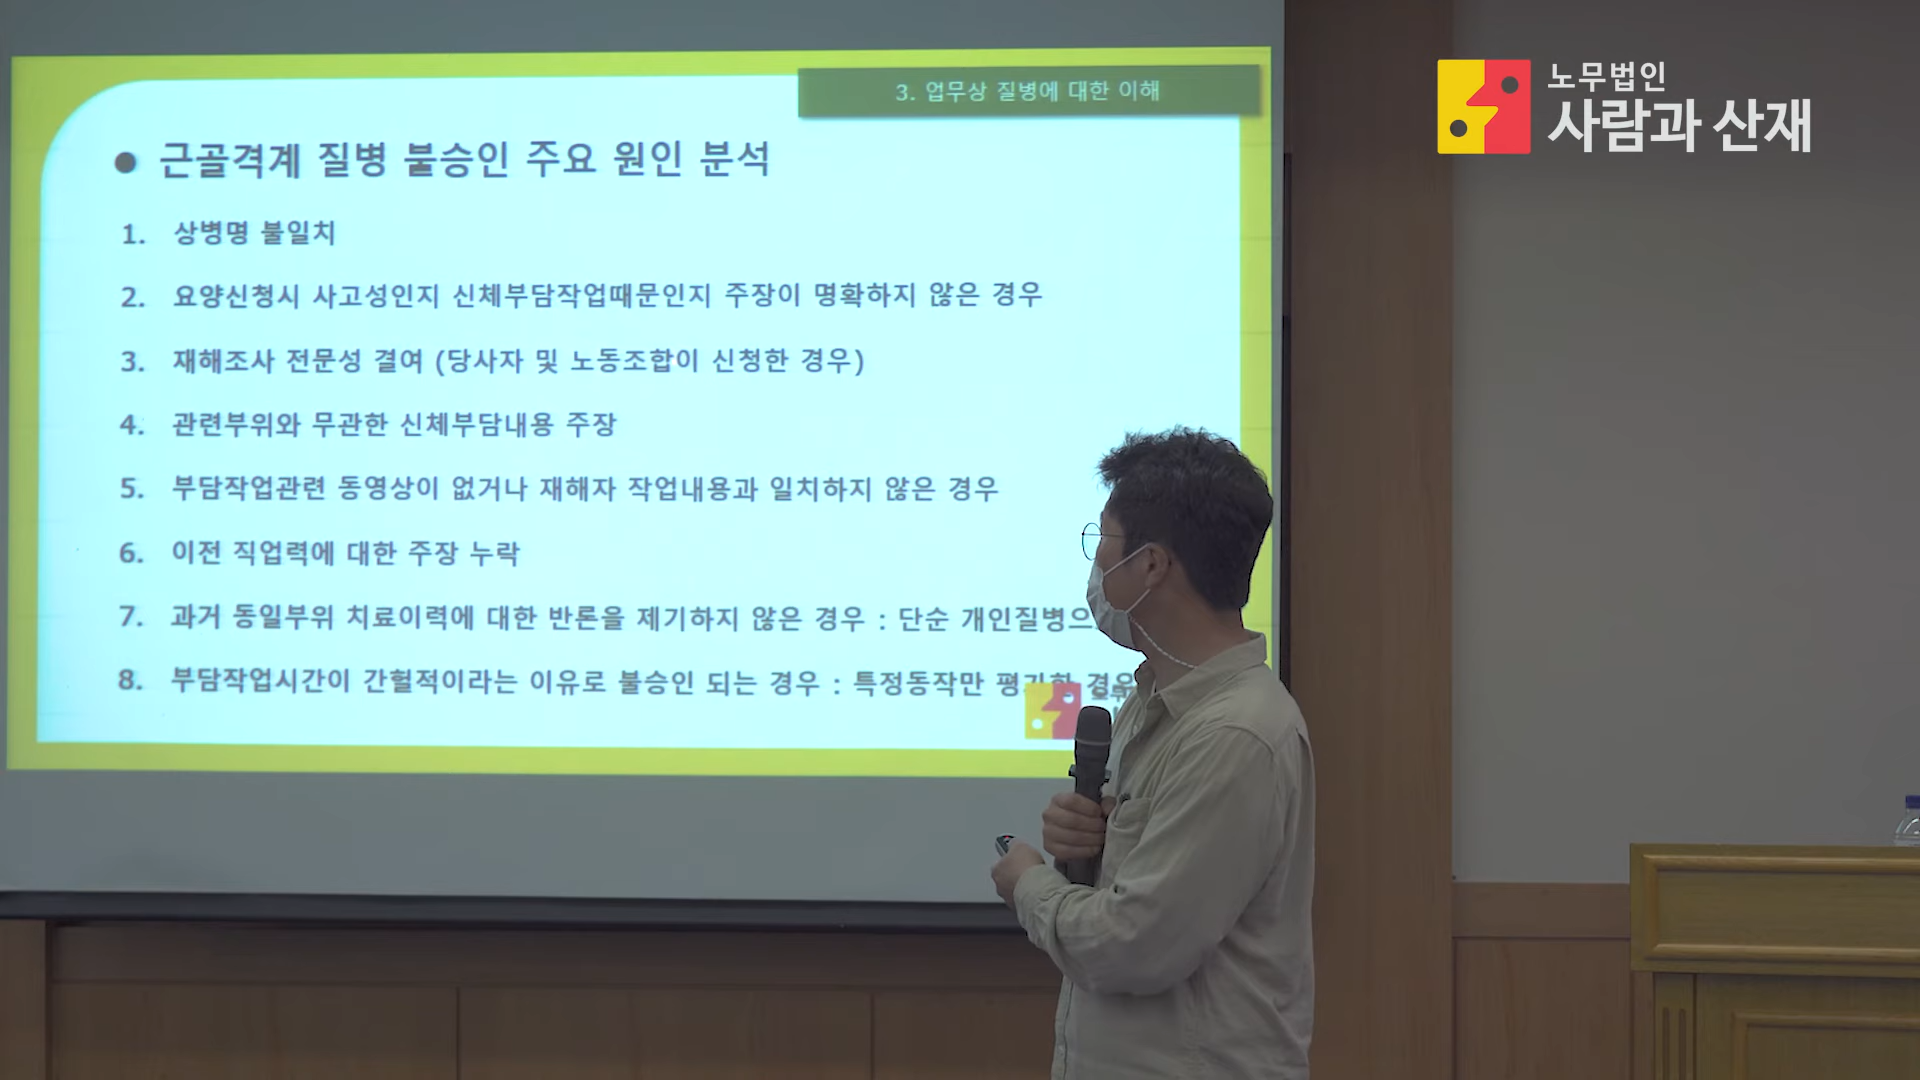 3. 업무상 질병에 대한 이해
노무법인
사람과 산재
● 근골격계 질병 불승인 주요 원인 분석
1. 상병명 불일치
2. 요양신청시 사고성인지 신체부담작업때문인지 주장이 명확하지 않은 경우
3. 재해조사 전문성 결여 (당사자 및 노동조합이 신청한 경우)
4. 관련부위와 무관한 신체부담내용 주장
5. 부담작업관련 동영상이 없거나 재해자 작업내용과 일치하지 않은 경우
6. 이전 직업력에 대한 주장 누락
7. 과거 동일부위 치료이력에 대한 반론을 제기하지 않은 경우 : 단순 개인질병으
8. 부담작업시간이 간헐적이라는 이유로 불승인 되는 경우 : 특정동작만 평가한 경우